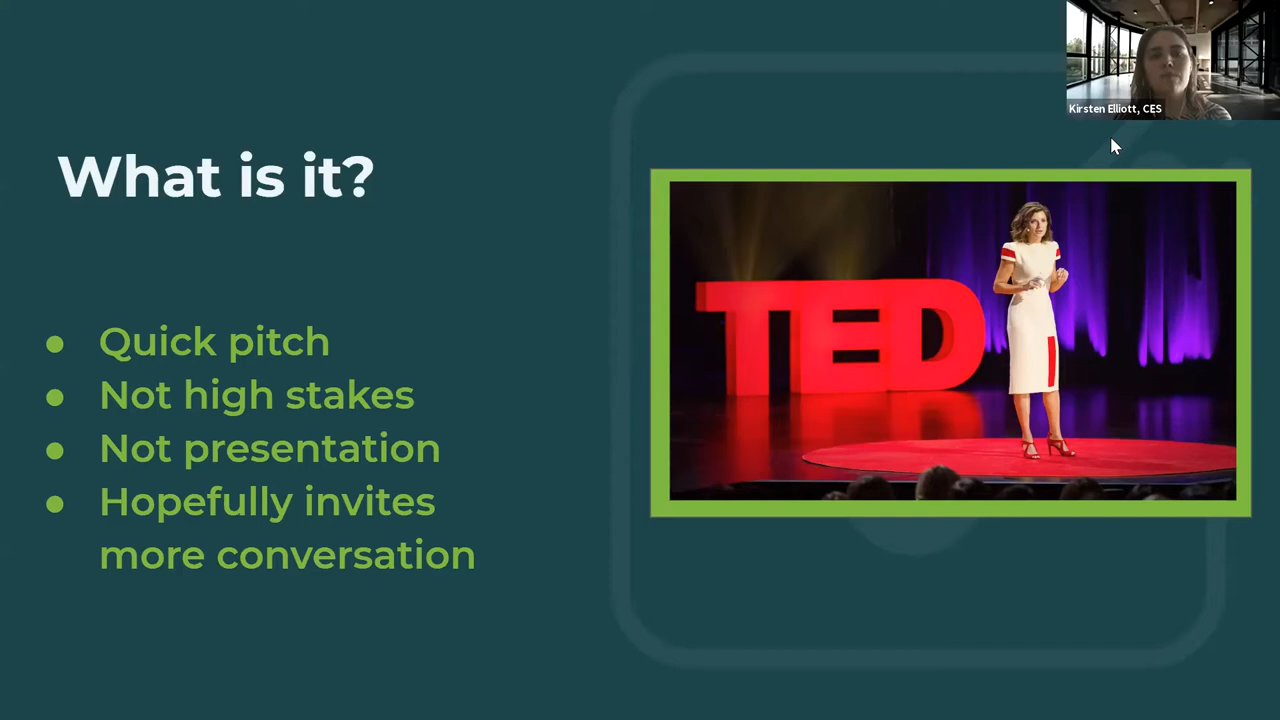 Kirsten Elliott, CES
What is it?
TED
● Quick pitch
● Not high stakes
● Not presentation
● Hopefully invites
more conversation